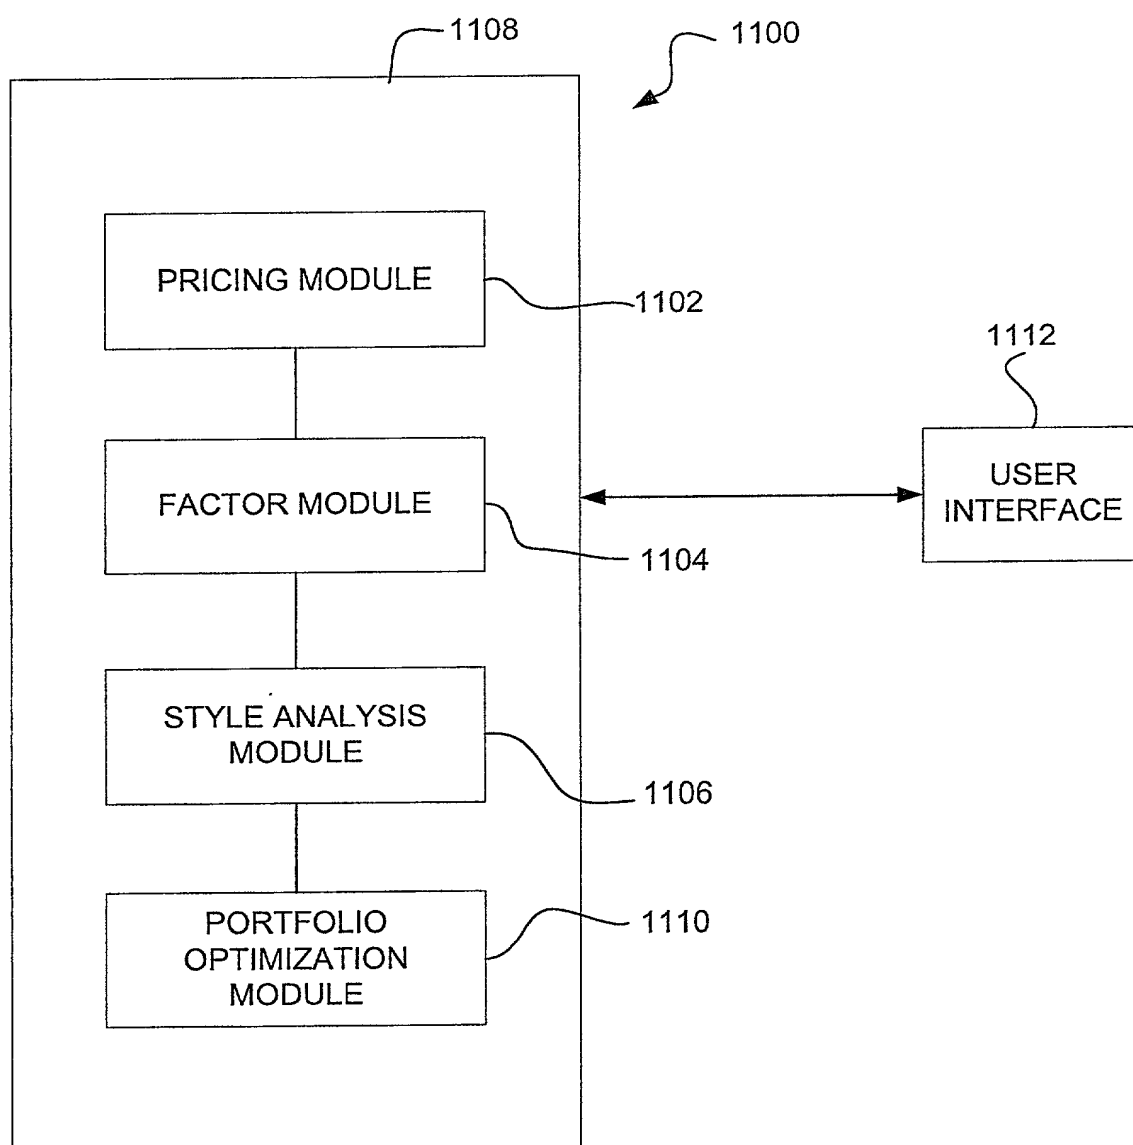 1108
1100
PRICING MODULE
1102
1112
FACTOR MODULE
USER
INTERFACE
1104
STYLE ANALYSIS
MODULE
1106
PORTFOLIO
OPTIMIZATION
MODULE
1110